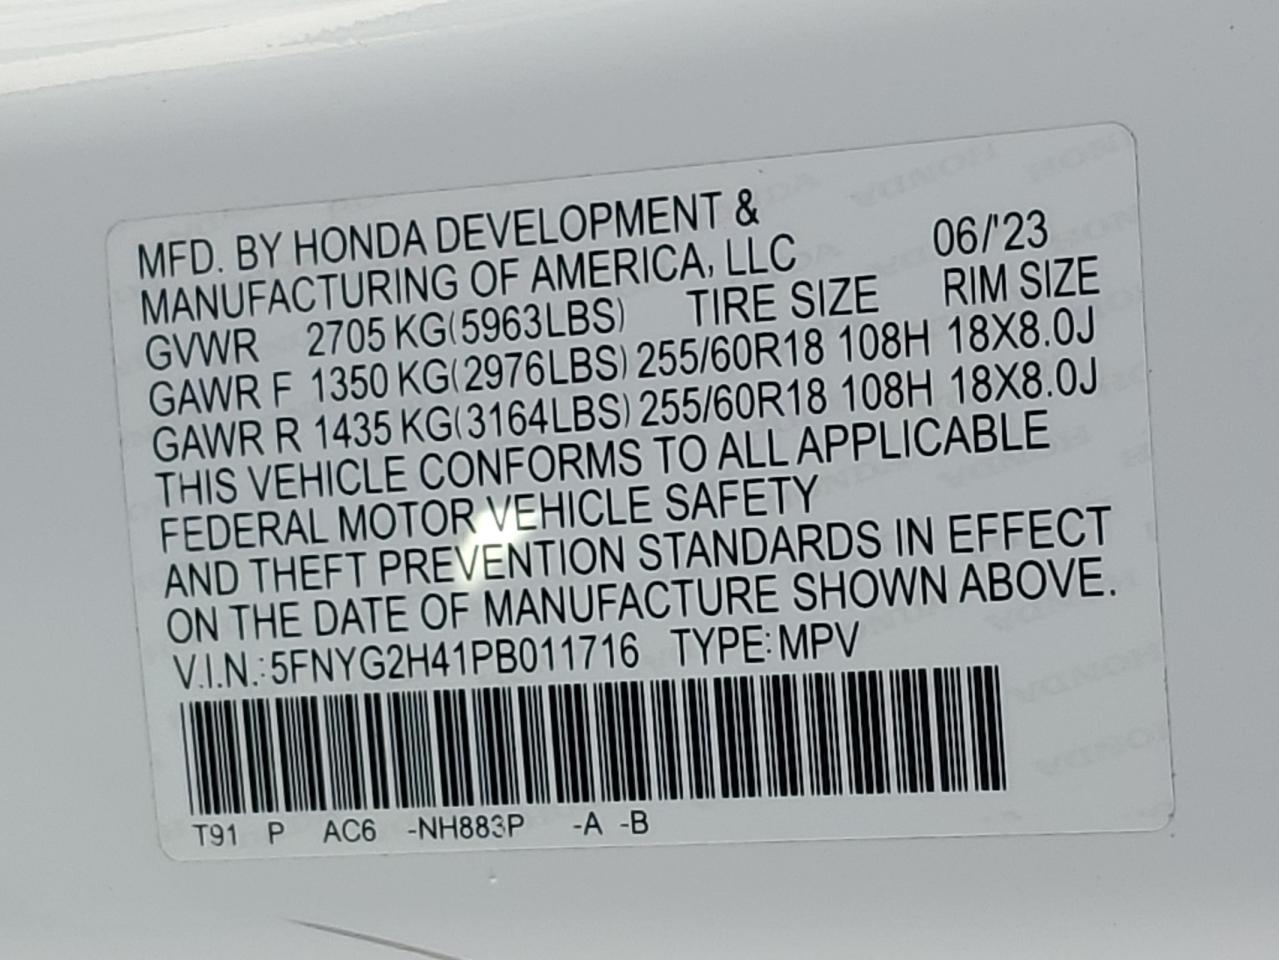 MFD. BY HONDA DEVELOPMENT &
MANUFACTURING OF AMERICA, LLC 06/'23
GVWR 2705 KG(5963LBS) TIRE SIZE RIM SIZE
GAWR F 1350 KG(2976LBS) 255/60R18 108H 18X8.0J
GAWR R 1435 KG(3164LBS) 255/60R18 108H 18X8.0J
THIS VEHICLE CONFORMS TO ALL APPLICABLE
FEDERAL MOTOR VEHICLE SAFETY
AND THEFT PREVENTION STANDARDS IN EFFECT
ON THE DATE OF MANUFACTURE SHOWN ABOVE.
V.I.N.: 5FNYG2H41PB011716 TYPE: MPV
T91 P AC6 -NH883P -A -B